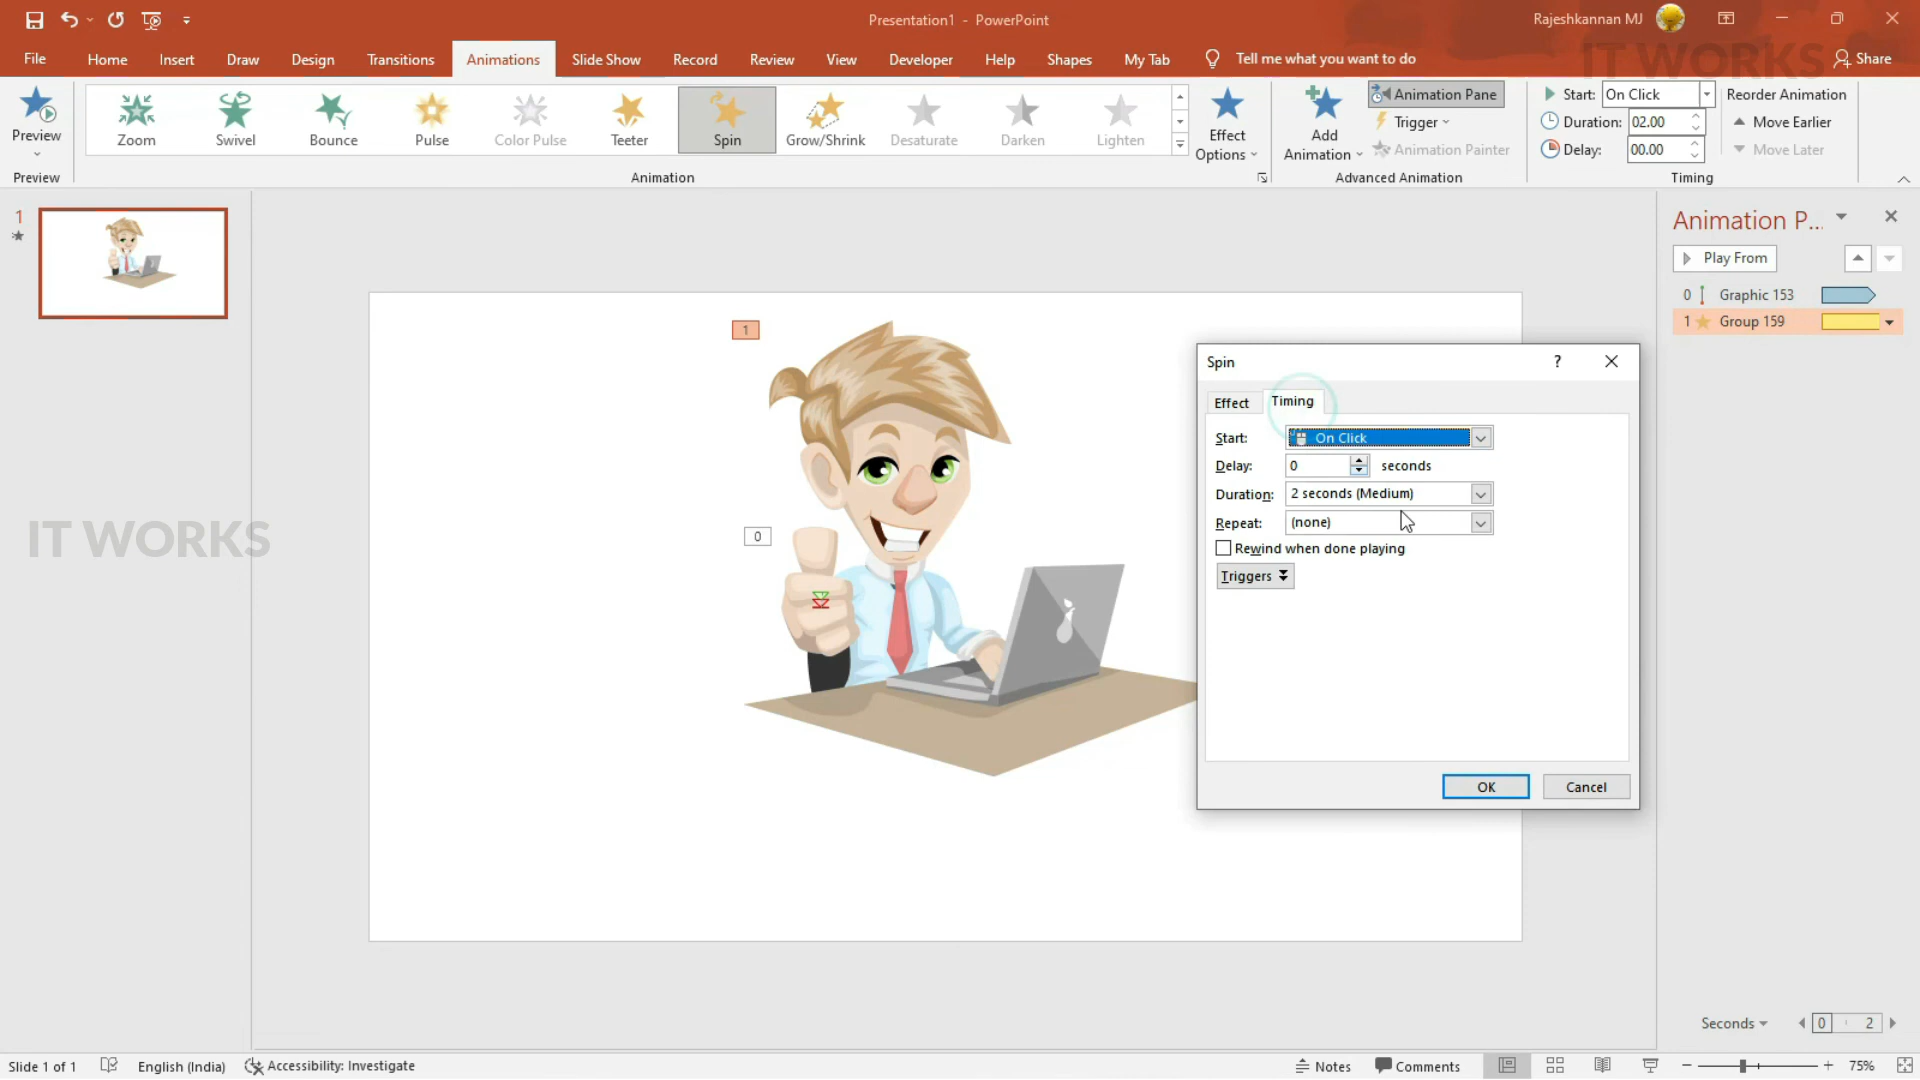 Presentation1 - PowerPoint
Rajeshkannan MJ
IT WORKS
File Home Insert Draw Design Transitions Animations Slide Show Record Review View Developer Help Shapes My Tab Tell me what you want to do Share
Preview
Zoom Swivel Bounce Pulse Color Pulse Teeter Spin Grow/Shrink Desaturate Darken Lighten
Effect Options
Add Animation
Animation Pane
Trigger
Animation Painter
Start: On Click
Duration: 02.00
Delay: 00.00
Reorder Animation
Move Earlier
Move Later
Preview Animation Advanced Animation Timing
1
Animation P...
Play From
0 Graphic 153
1 Group 159
1
0
IT WORKS
Spin
?
Effect Timing
Start: On Click
Delay: 0 seconds
Duration: 2 seconds (Medium)
Repeat: (none)
Rewind when done playing
Triggers
OK Cancel
Seconds 0 2
Slide 1 of 1 English (India) Accessibility: Investigate Notes Comments 75%